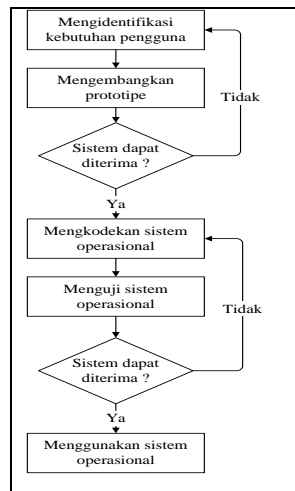 Mengidentifikasi
kebutuhan pengguna
Mengembangkan
prototipe
Tidak
Sistem dapat
diterima ?
Ya
Mengkodekan sistem
operasional
Menguji sistem
operasional
Tidak
Sistem dapat
diterima ?
Ya
Menggunakan sistem
operasional